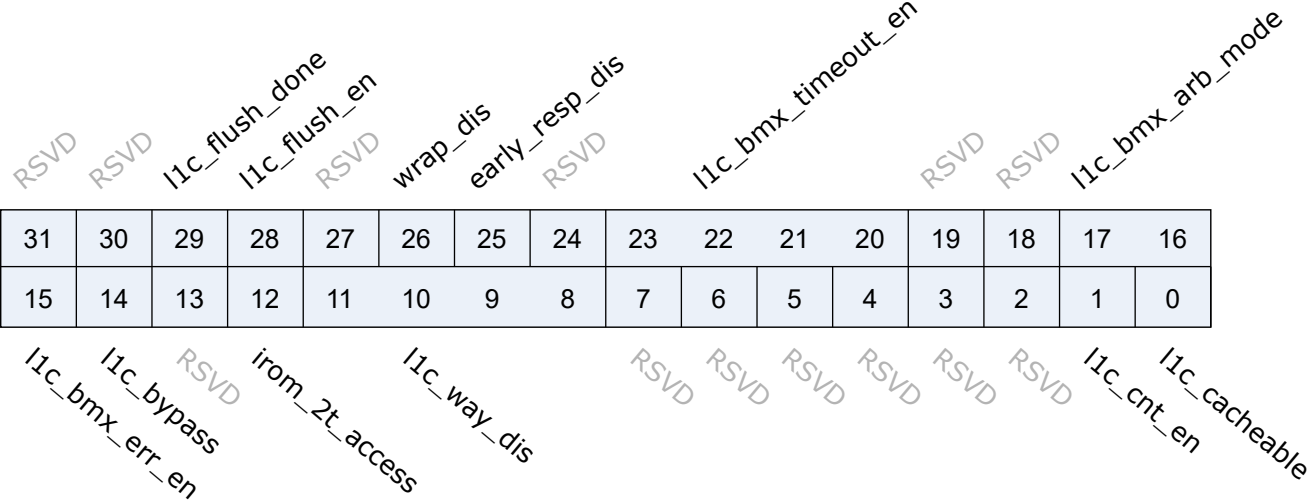 RSVD RSVD l1c_flush_done l1c_flush_en RSVD wrap_dis early_resp_dis RSVD l1c_bmx_timeout_en RSVD RSVD l1c_bmx_arb_mode
31 30 29 28 27 26 25 24 23 22 21 20 19 18 17 16
15 14 13 12 11 10 9 8 7 6 5 4 3 2 1 0
l1c_bmx_err_en l1c_bypass RSVD irom_2t_access l1c_way_dis RSVD RSVD RSVD RSVD RSVD RSVD l1c_cnt_en l1c_cacheable